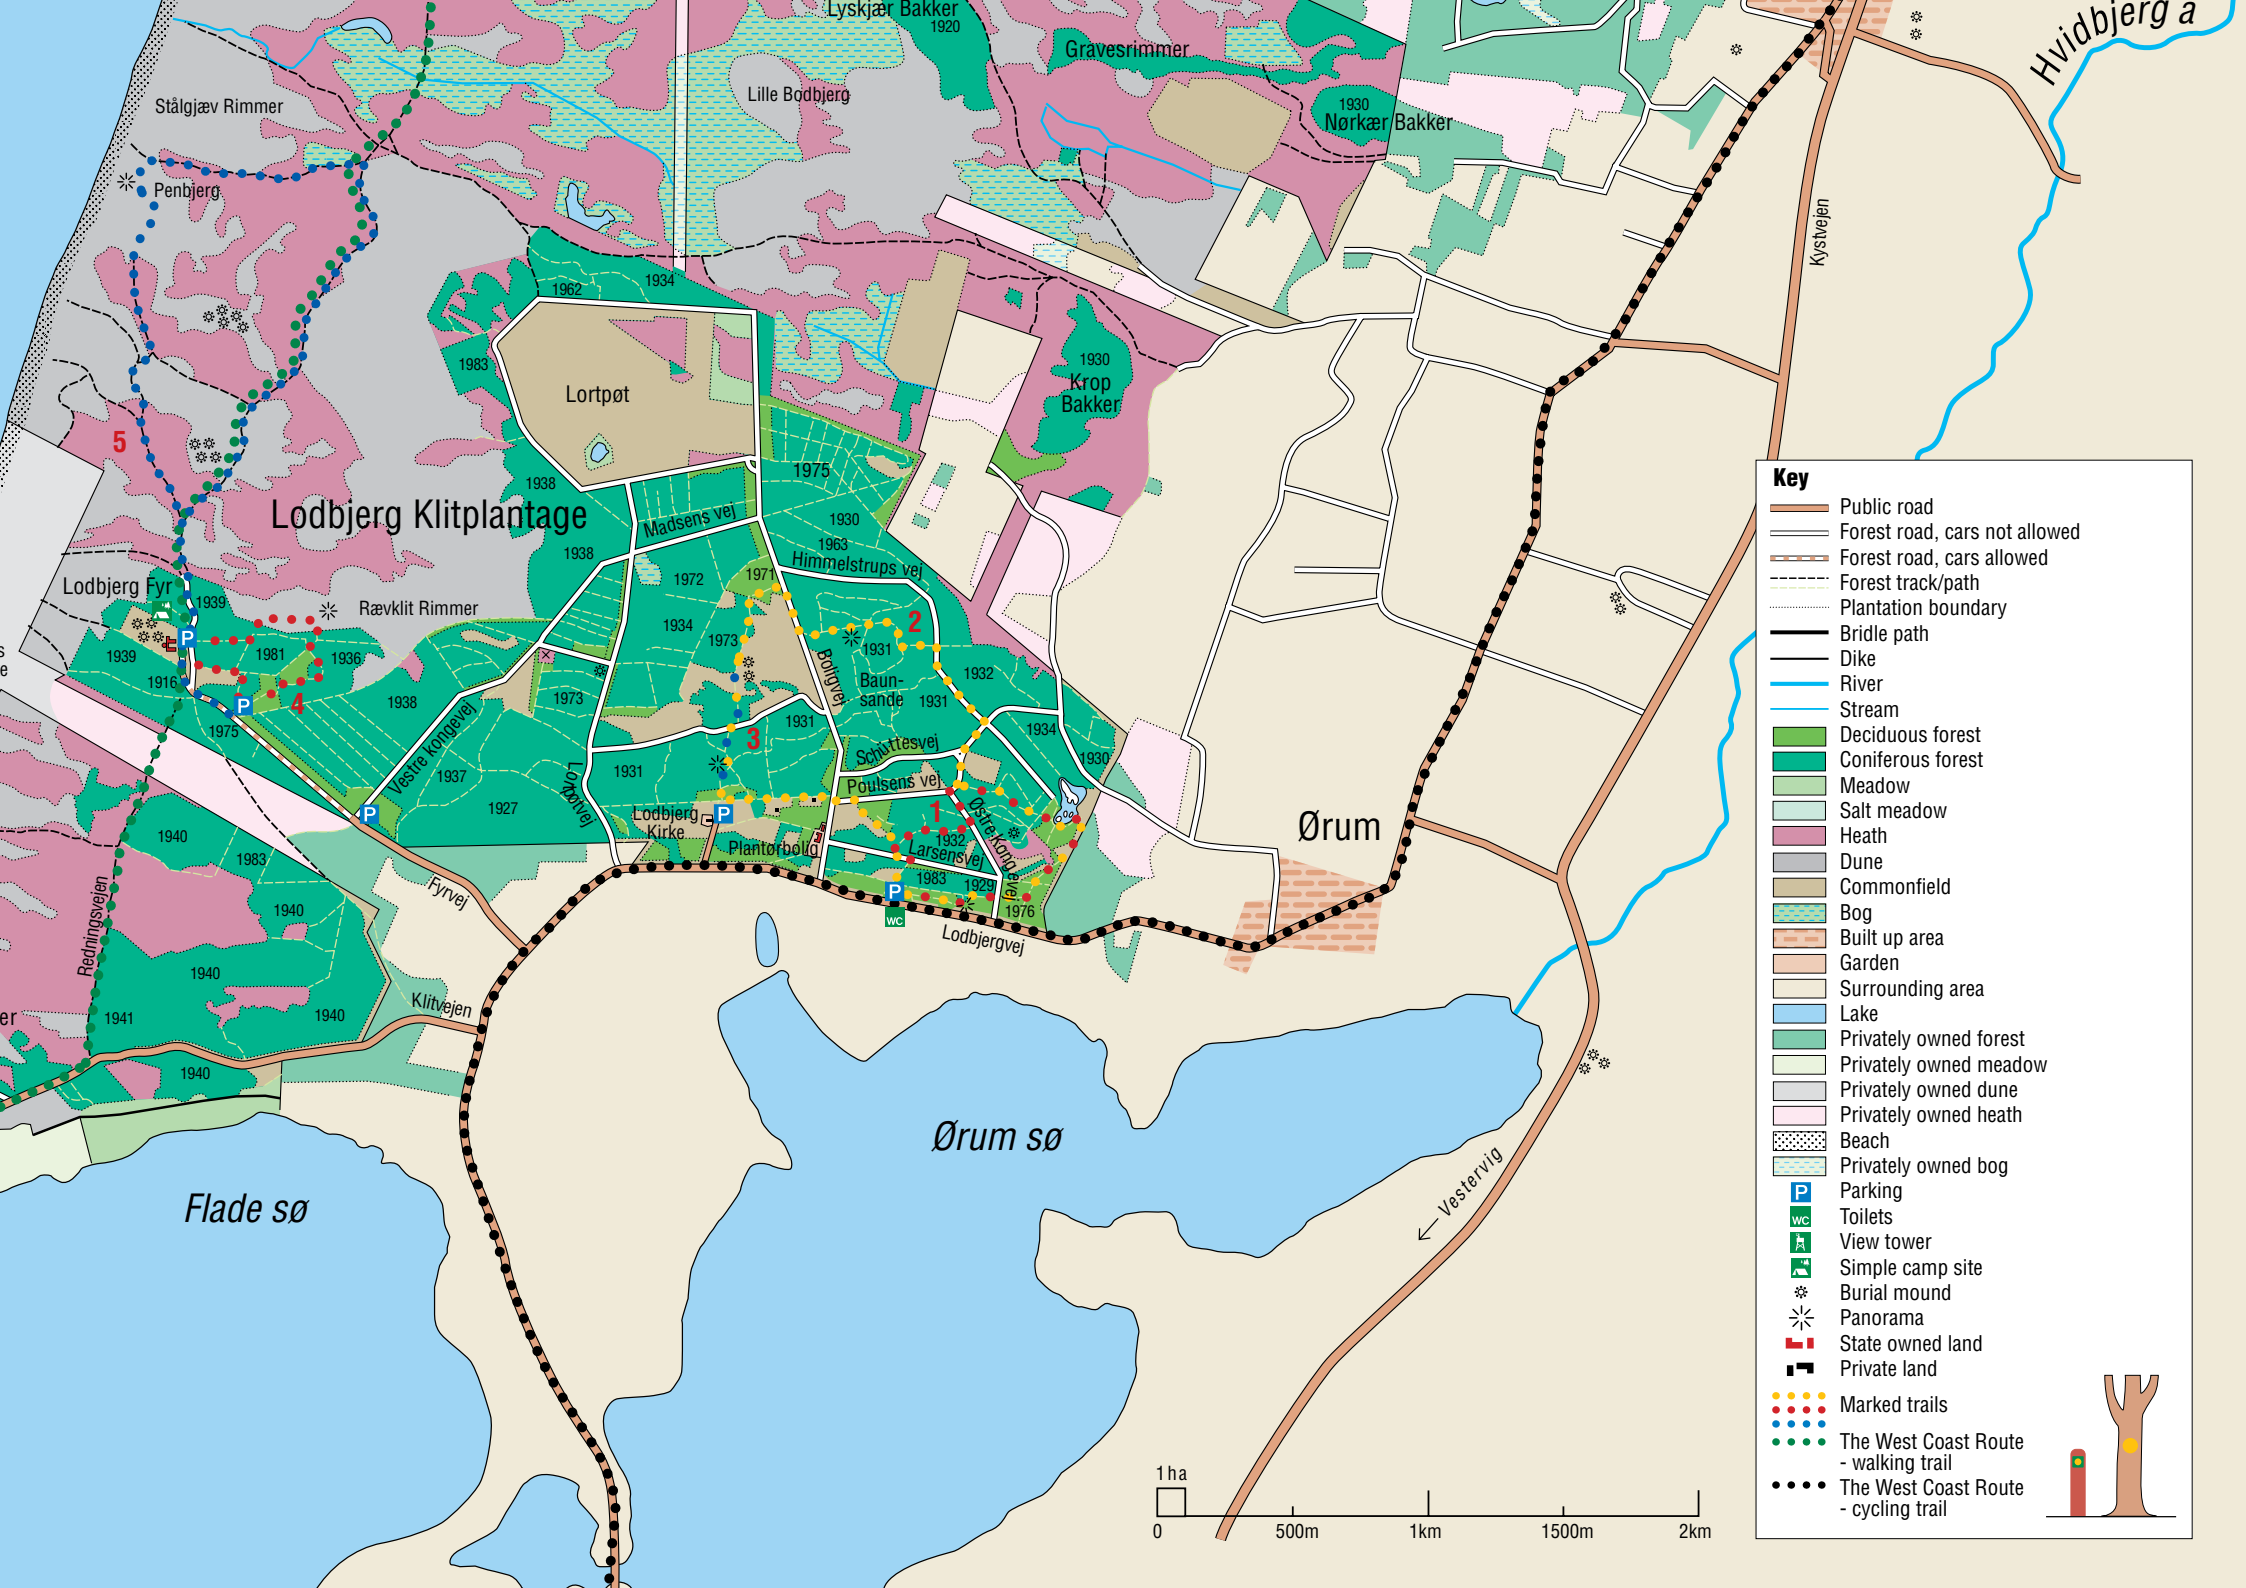 Lyskjær Bakker
1920
Gravesrimmer
Hvidbjerg å
Stålgjæv Rimmer
Lille Bodbjerg
1930
Nørkær Bakker
Penbjerg
Kystvejen
1962
1934
1983
Lortpøt
1930
Krop
Bakker
5
1938
1975
Lodbjerg Klitplantage
Madsens vej
1930
1963
1938
Himmelstrups vej
Lodbjerg Fyr
1939
Rævklit Rimmer
1972
1971
1934
1973
2
1931
1939
1981
1936
1916
4
1938
1973
Boligvej
Baun-
sande
1931
1932
1975
Vestre kongevej
1931
3
1934
1930
1937
Lortpøtvej
1931
Schüttesvej
Poulsens vej
1927
Lodbjerg
Kirke
1
Østre Kongevej
1932
Larsensvej
Plantørbolig
1940
1983
1983
1929
1976
WC
Lodbjergvej
Ørum
Fyrvej
1940
Redningsvejen
1940
Klitvejen
er
1941
1940
1940
s
e
P
P
P
P
P
Ørum sø
Flade sø
Vestervig
1 ha
0
500m
1km
1500m
2km
Key
Public road
Forest road, cars not allowed
Forest road, cars allowed
Forest track/path
Plantation boundary
Bridle path
Dike
River
Stream
Deciduous forest
Coniferous forest
Meadow
Salt meadow
Heath
Dune
Commonfield
Bog
Built up area
Garden
Surrounding area
Lake
Privately owned forest
Privately owned meadow
Privately owned dune
Privately owned heath
Beach
Privately owned bog
P Parking
WC Toilets
View tower
Simple camp site
Burial mound
Panorama
State owned land
Private land
Marked trails
The West Coast Route
- walking trail
The West Coast Route
- cycling trail